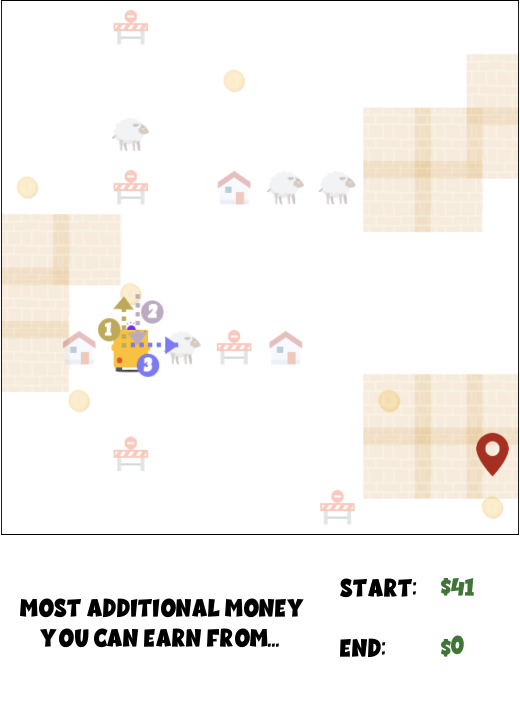 1
2
3
START: $41
MOST ADDITIONAL MONEY
YOU CAN EARN FROM...
END: $0